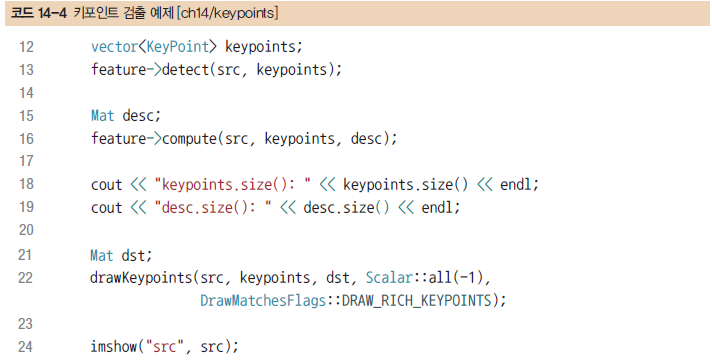 코드 14-4 키포인트 검출 예제 [ch14/keypoints]
12 vector<KeyPoint> keypoints;
13 feature->detect(src, keypoints);
14
15 Mat desc;
16 feature->compute(src, keypoints, desc);
17
18 cout << "keypoints.size(): " << keypoints.size() << endl;
19 cout << "desc.size(): " << desc.size() << endl;
20
21 Mat dst;
22 drawKeypoints(src, keypoints, dst, Scalar::all(-1),
DrawMatchesFlags::DRAW_RICH_KEYPOINTS);
23
24 imshow("src", src);